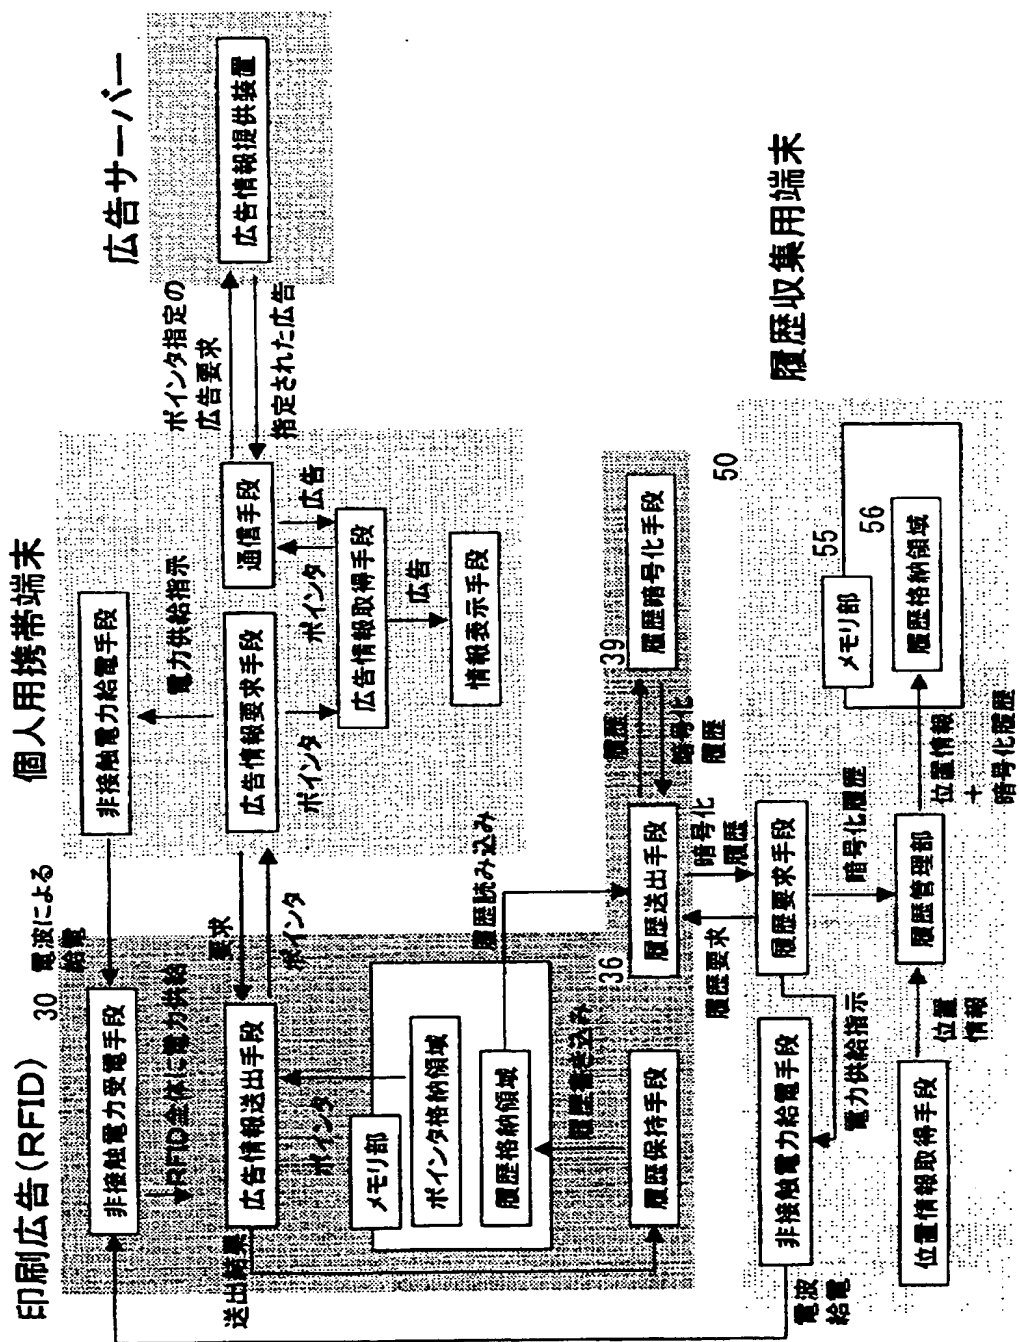 印刷広告(RFID)
30
電波による
給電
非接触電力受電手段
RFID全体に電力供給
広告情報送出手段
要求
ポインタ
送出結果
ポインタ
メモリ部
ポインタ格納領域
履歴格納領域
履歴読み込み
履歴書き込み
履歴保持手段
36
履歴送出手段
履歴
暗号化
履歴
39
履歴暗号化手段
個人用携帯端末
非接触電力給電手段
電力供給指示
広告情報要求手段
通信手段
ポインタ
ポインタ
広告
広告情報取得手段
広告
情報表示手段
広告サーバー
ポインタ指定の
広告要求
指定された広告
広告情報提供装置
履歴収集用端末
50
履歴要求
暗号化
履歴
履歴要求手段
電力供給指示
非接触電力給電手段
電波
給電
暗号化履歴
位置情報取得手段
位置
情報
履歴管理部
位置情報
+
暗号化履歴
55
メモリ部
56
履歴格納領域